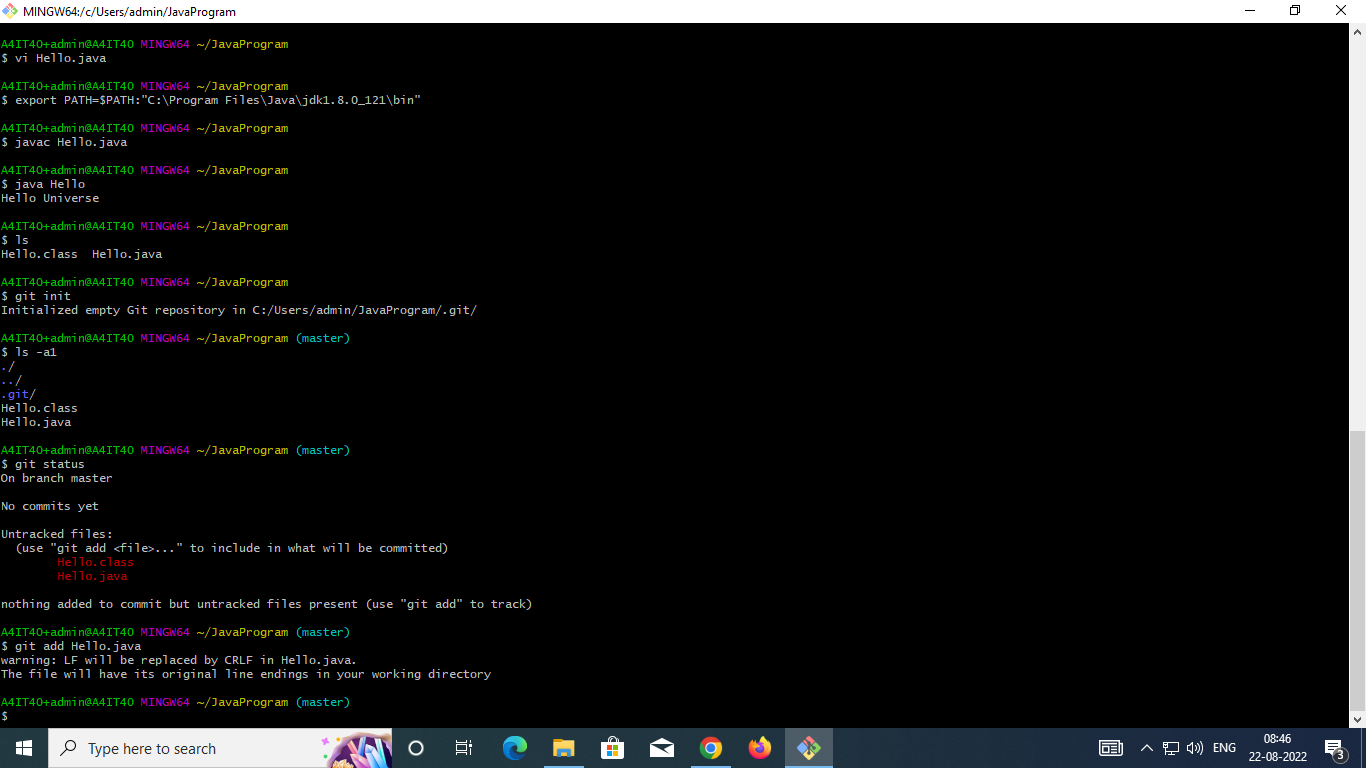 MINGW64:/c/Users/admin/JavaProgram
A4IT40+admin@A4IT40 MINGW64 ~/JavaProgram
$ vi Hello.java
A4IT40+admin@A4IT40 MINGW64 ~/JavaProgram
$ export PATH=$PATH:"C:\Program Files\Java\jdk1.8.0_121\bin"
A4IT40+admin@A4IT40 MINGW64 ~/JavaProgram
$ javac Hello.java
A4IT40+admin@A4IT40 MINGW64 ~/JavaProgram
$ java Hello
Hello Universe
A4IT40+admin@A4IT40 MINGW64 ~/JavaProgram
$ ls
Hello.class  Hello.java
A4IT40+admin@A4IT40 MINGW64 ~/JavaProgram
$ git init
Initialized empty Git repository in C:/Users/admin/JavaProgram/.git/
A4IT40+admin@A4IT40 MINGW64 ~/JavaProgram (master)
$ ls -a1
./
../
.git/
Hello.class
Hello.java
A4IT40+admin@A4IT40 MINGW64 ~/JavaProgram (master)
$ git status
On branch master
No commits yet
Untracked files:
  (use "git add <file>..." to include in what will be committed)
        Hello.class
        Hello.java
nothing added to commit but untracked files present (use "git add" to track)
A4IT40+admin@A4IT40 MINGW64 ~/JavaProgram (master)
$ git add Hello.java
warning: LF will be replaced by CRLF in Hello.java.
The file will have its original line endings in your working directory
A4IT40+admin@A4IT40 MINGW64 ~/JavaProgram (master)
$
Type here to search
ENG
08:46
22-08-2022
3